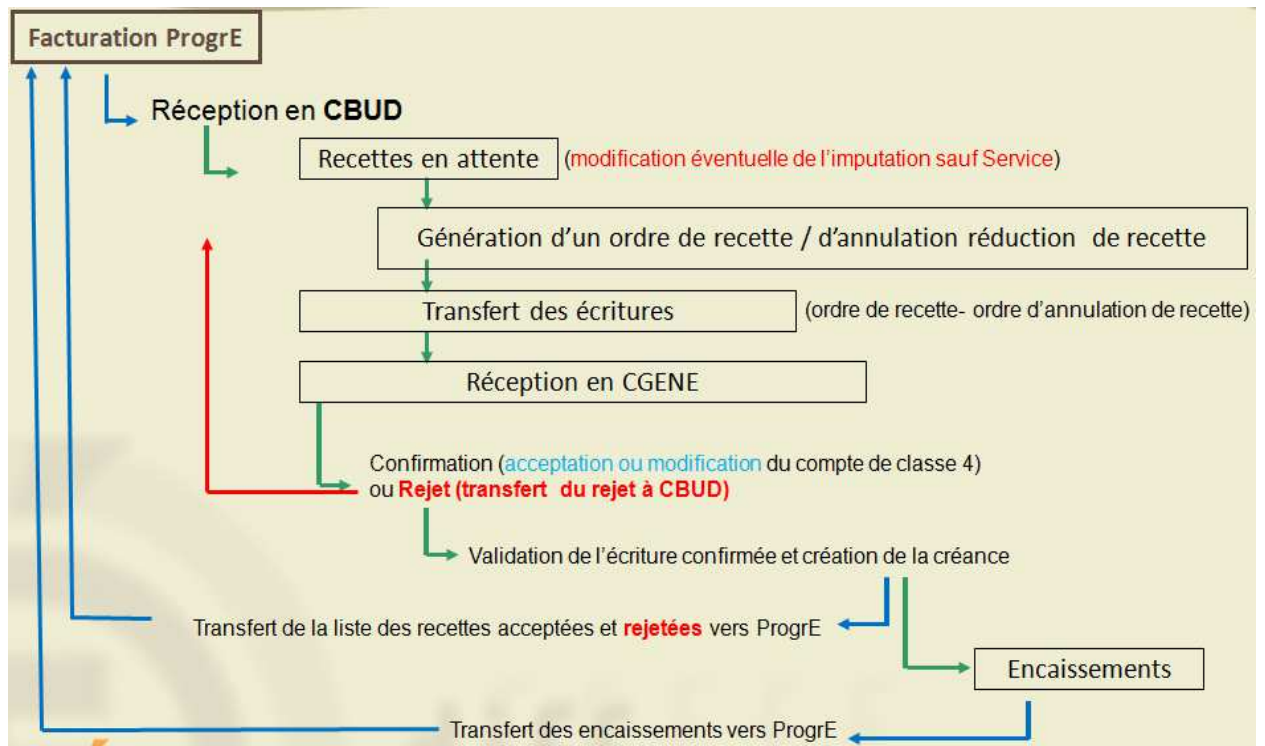 Facturation ProgrE
Réception en CBUD
Recettes en attente (modification éventuelle de l'imputation sauf Service)
Génération d'un ordre de recette / d'annulation réduction de recette
Transfert des écritures (ordre de recette- ordre d'annulation de recette)
Réception en CGENE
Confirmation (acceptation ou modification du compte de classe 4)
ou Rejet (transfert du rejet à CBUD)
Validation de l'écriture confirmée et création de la créance
Transfert de la liste des recettes acceptées et rejetées vers ProgrE
Encaissements
Transfert des encaissements vers ProgrE